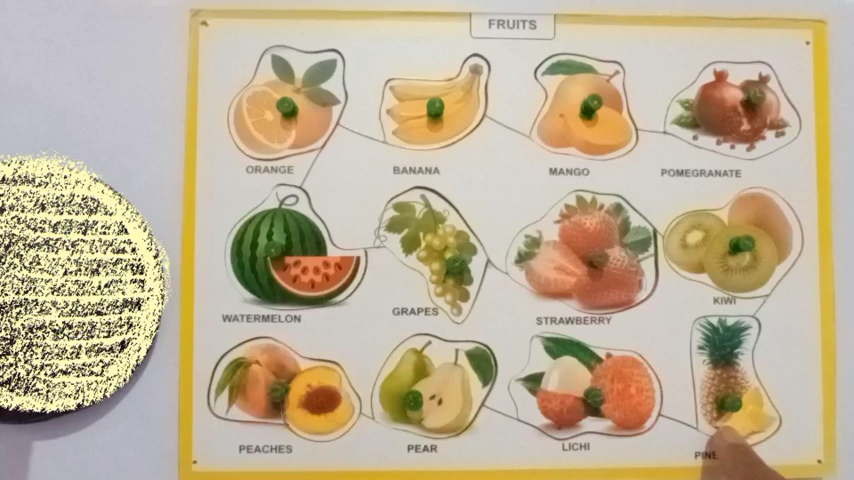 FRUITS
ORANGE BANANA MANGO POMEGRANATE
WATERMELON GRAPES STRAWBERRY KIWI
PEACHES PEAR LICHI PINE